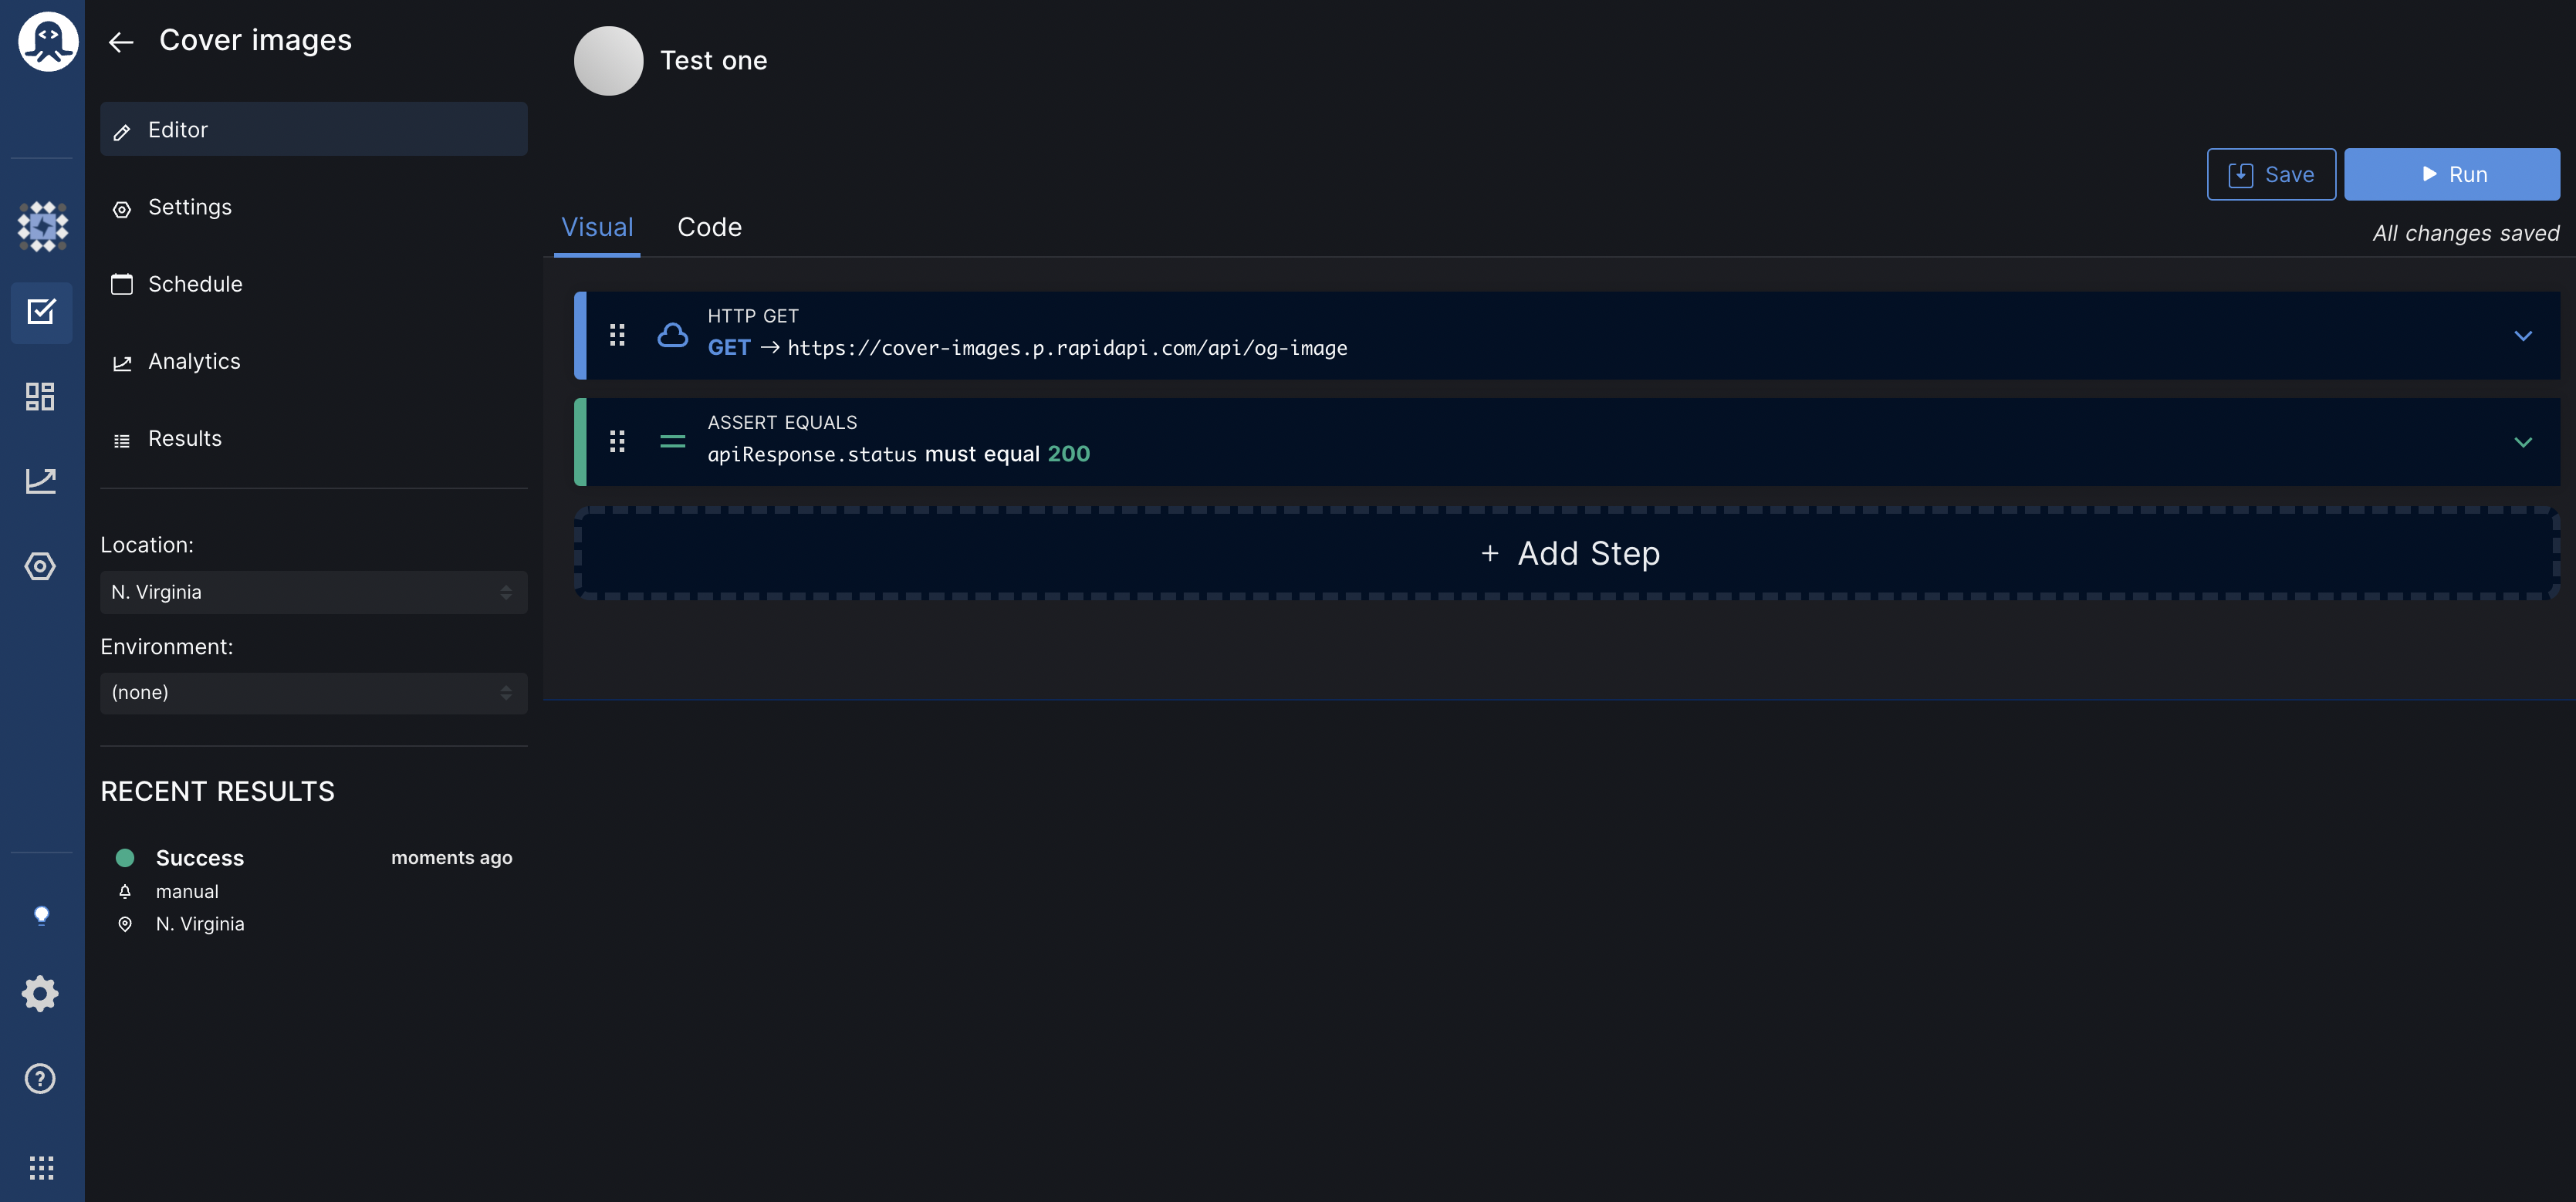 Cover images
Editor
Settings
Schedule
Analytics
Results
Location:
N. Virginia
Environment:
(none)
RECENT RESULTS
Success moments ago
manual
N. Virginia
Test one
Save
Run
Visual Code
All changes saved
HTTP GET
GET → https://cover-images.p.rapidapi.com/api/og-image
ASSERT EQUALS
apiResponse.status must equal 200
+ Add Step